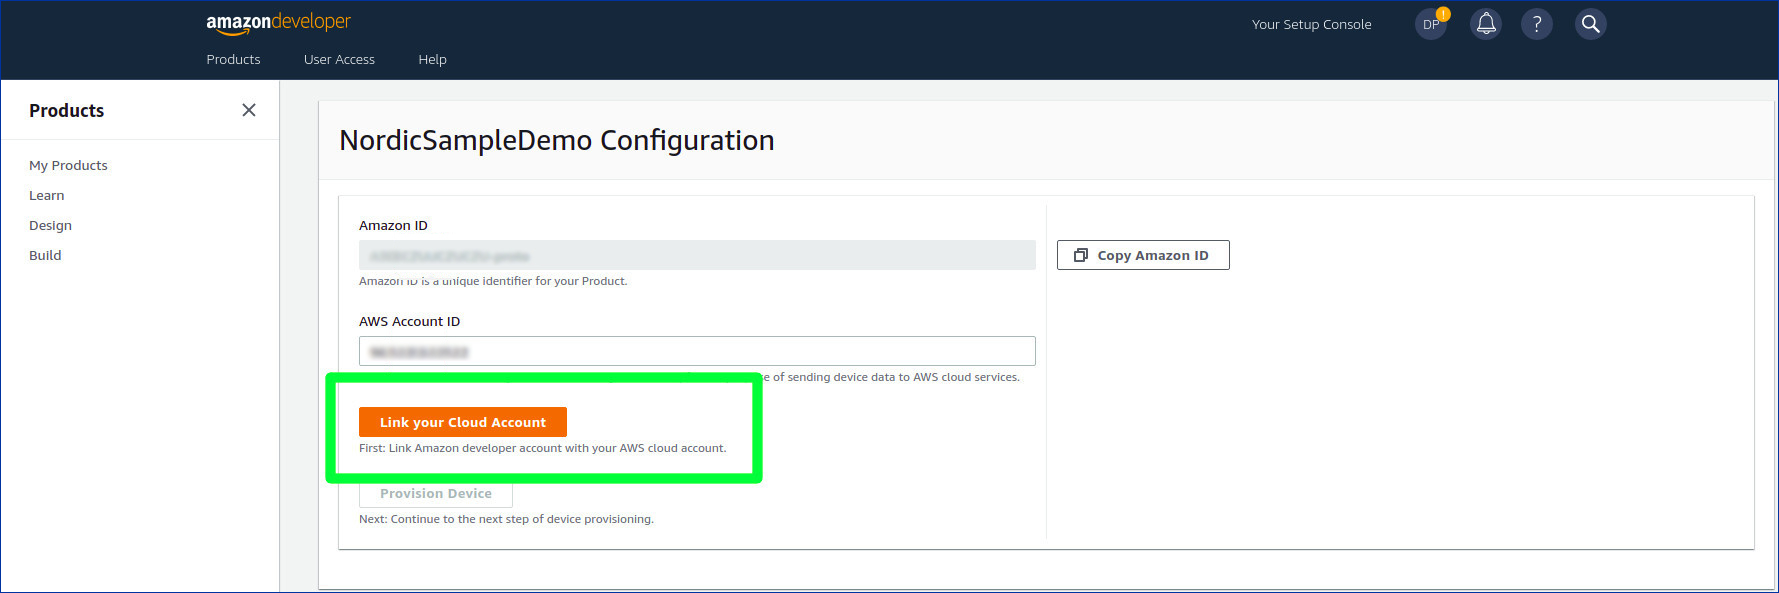 amazondeveloper
Your Setup Console
DP
!
?
Products User Access Help
Products
My Products
Learn
Design
Build
NordicSampleDemo Configuration
Amazon ID
Copy Amazon ID
Amazon ID is a unique identifier for your Product.
AWS Account ID
of sending device data to AWS cloud services.
Link your Cloud Account
First: Link Amazon developer account with your AWS cloud account.
Provision Device
Next: Continue to the next step of device provisioning.